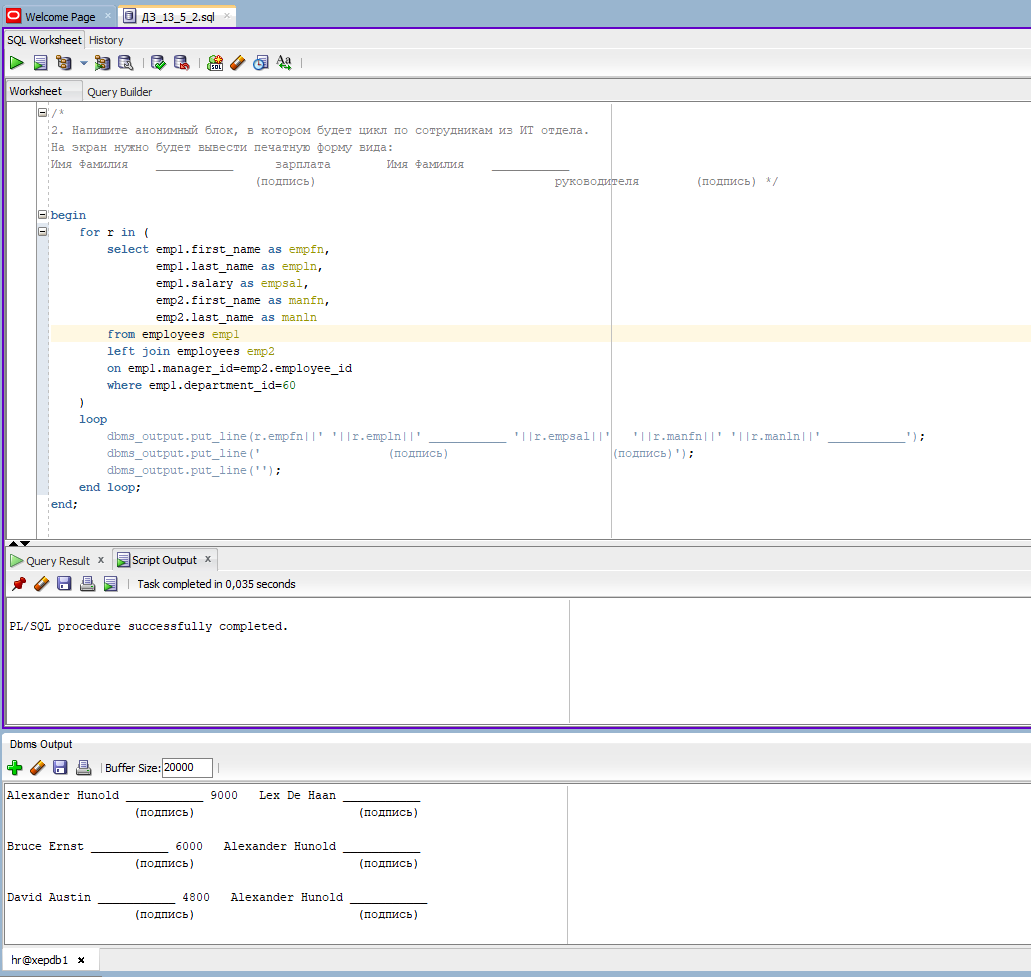 Welcome Page ×
ДЗ_13_5_2.sql ×
SQL Worksheet History
Worksheet Query Builder
/*
2. Напишите анонимный блок, в котором будет цикл по сотрудникам из ИТ отдела.
На экран нужно будет вывести печатную форму вида:
Имя Фамилия ___________ зарплата Имя Фамилия ___________
(подпись) руководителя (подпись) */
begin
for r in (
select emp1.first_name as empfn,
emp1.last_name as empln,
emp1.salary as empsal,
emp2.first_name as manfn,
emp2.last_name as manln
from employees emp1
left join employees emp2
on emp1.manager_id=emp2.employee_id
where emp1.department_id=60
)
loop
dbms_output.put_line(r.empfn||' '||r.empln||' ___________ '||r.empsal||'   '||r.manfn||' '||r.manln||' ___________');
dbms_output.put_line('                  (подпись)                       (подпись)');
dbms_output.put_line('');
end loop;
end;
Query Result x Script Output x
Task completed in 0,035 seconds
PL/SQL procedure successfully completed.
Dbms Output
Buffer Size: 20000
Alexander Hunold ___________ 9000   Lex De Haan ___________
(подпись) (подпись)
Bruce Ernst ___________ 6000   Alexander Hunold ___________
(подпись) (подпись)
David Austin ___________ 4800   Alexander Hunold ___________
(подпись) (подпись)
hr@xepdb1 ×